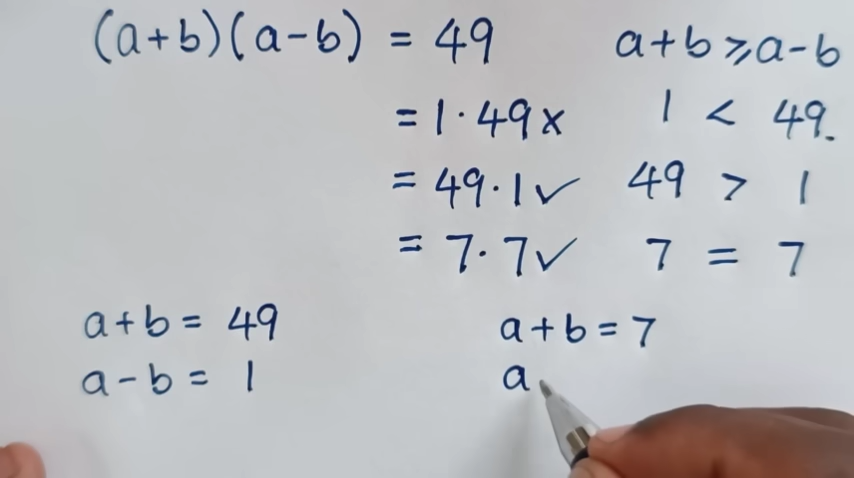 (a+b)(a-b) = 49 a+b ⩾ a-b
= 1·49 x 1 < 49.
= 49·1 ✓ 49 > 1
= 7·7 ✓ 7 = 7
a+b = 49 a+b = 7
a-b = 1 a